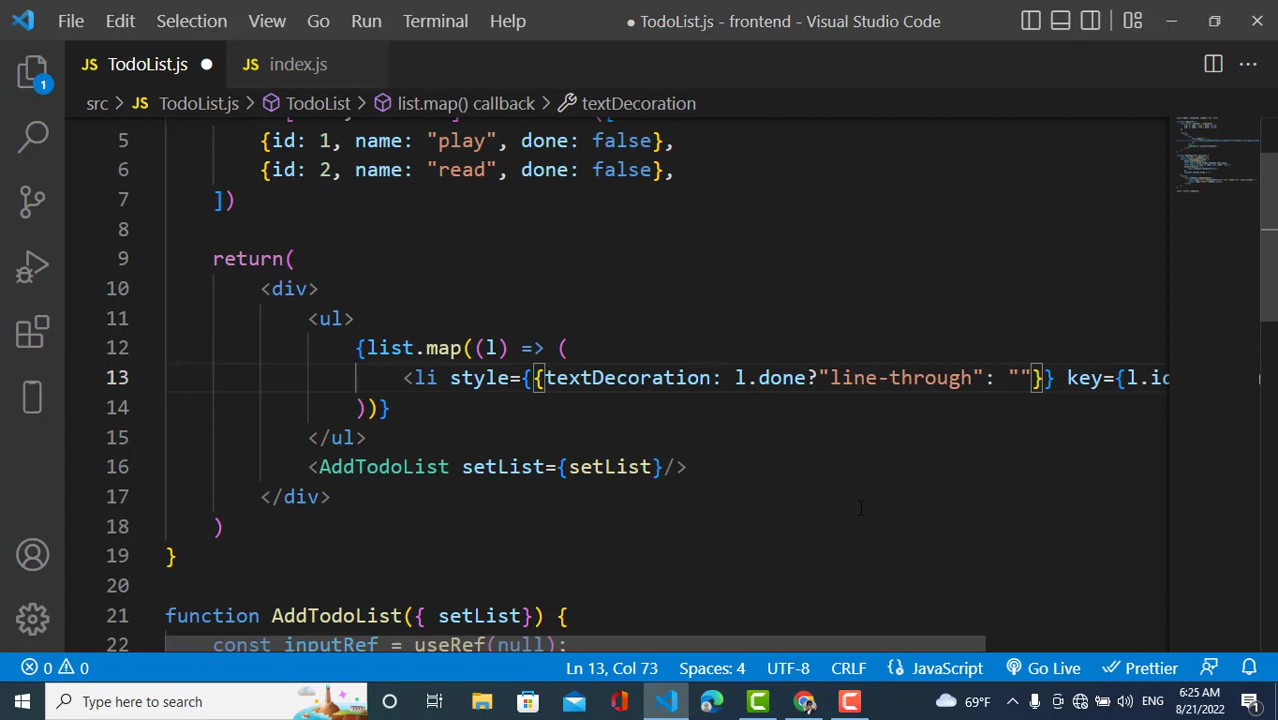 File Edit Selection View Go Run Terminal Help ● TodoList.js - frontend - Visual Studio Code
JS TodoList.js ● JS index.js
src > JS TodoList.js > TodoList > list.map() callback > textDecoration
5 {id: 1, name: "play", done: false},
6 {id: 2, name: "read", done: false},
7 ])
8
9 return(
10 <div>
11 <ul>
12 {list.map((l) => (
13 <li style={{textDecoration: l.done?"line-through": ""}} key={l.id
14 ))}
15 </ul>
16 <AddTodoList setList={setList}/>
17 </div>
18 )
19 }
20
21 function AddTodoList({ setList}) {
22 const inputRef = useRef(null);
1
0 0 Ln 13, Col 73 Spaces: 4 UTF-8 CRLF JavaScript Go Live Prettier
Type here to search 69°F ENG 6:25 AM
8/21/2022 1